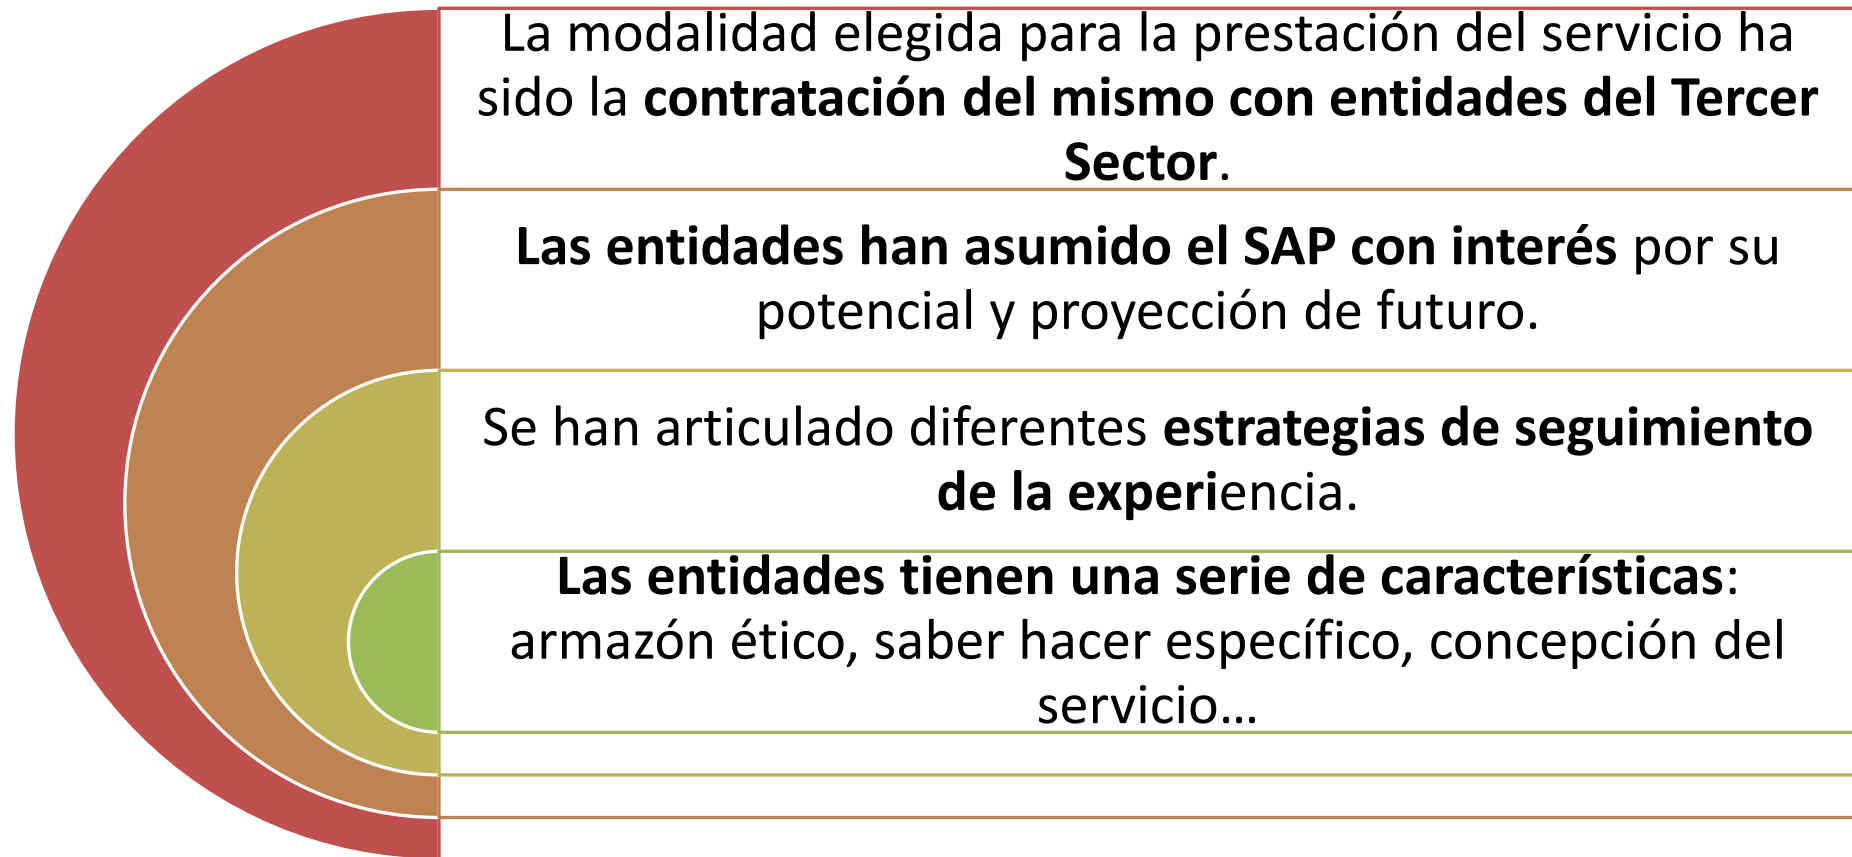 La modalidad elegida para la prestación del servicio ha
sido la contratación del mismo con entidades del Tercer
Sector.
Las entidades han asumido el SAP con interés por su
potencial y proyección de futuro.
Se han articulado diferentes estrategias de seguimiento
de la experiencia.
Las entidades tienen una serie de características:
armazón ético, saber hacer específico, concepción del
servicio...